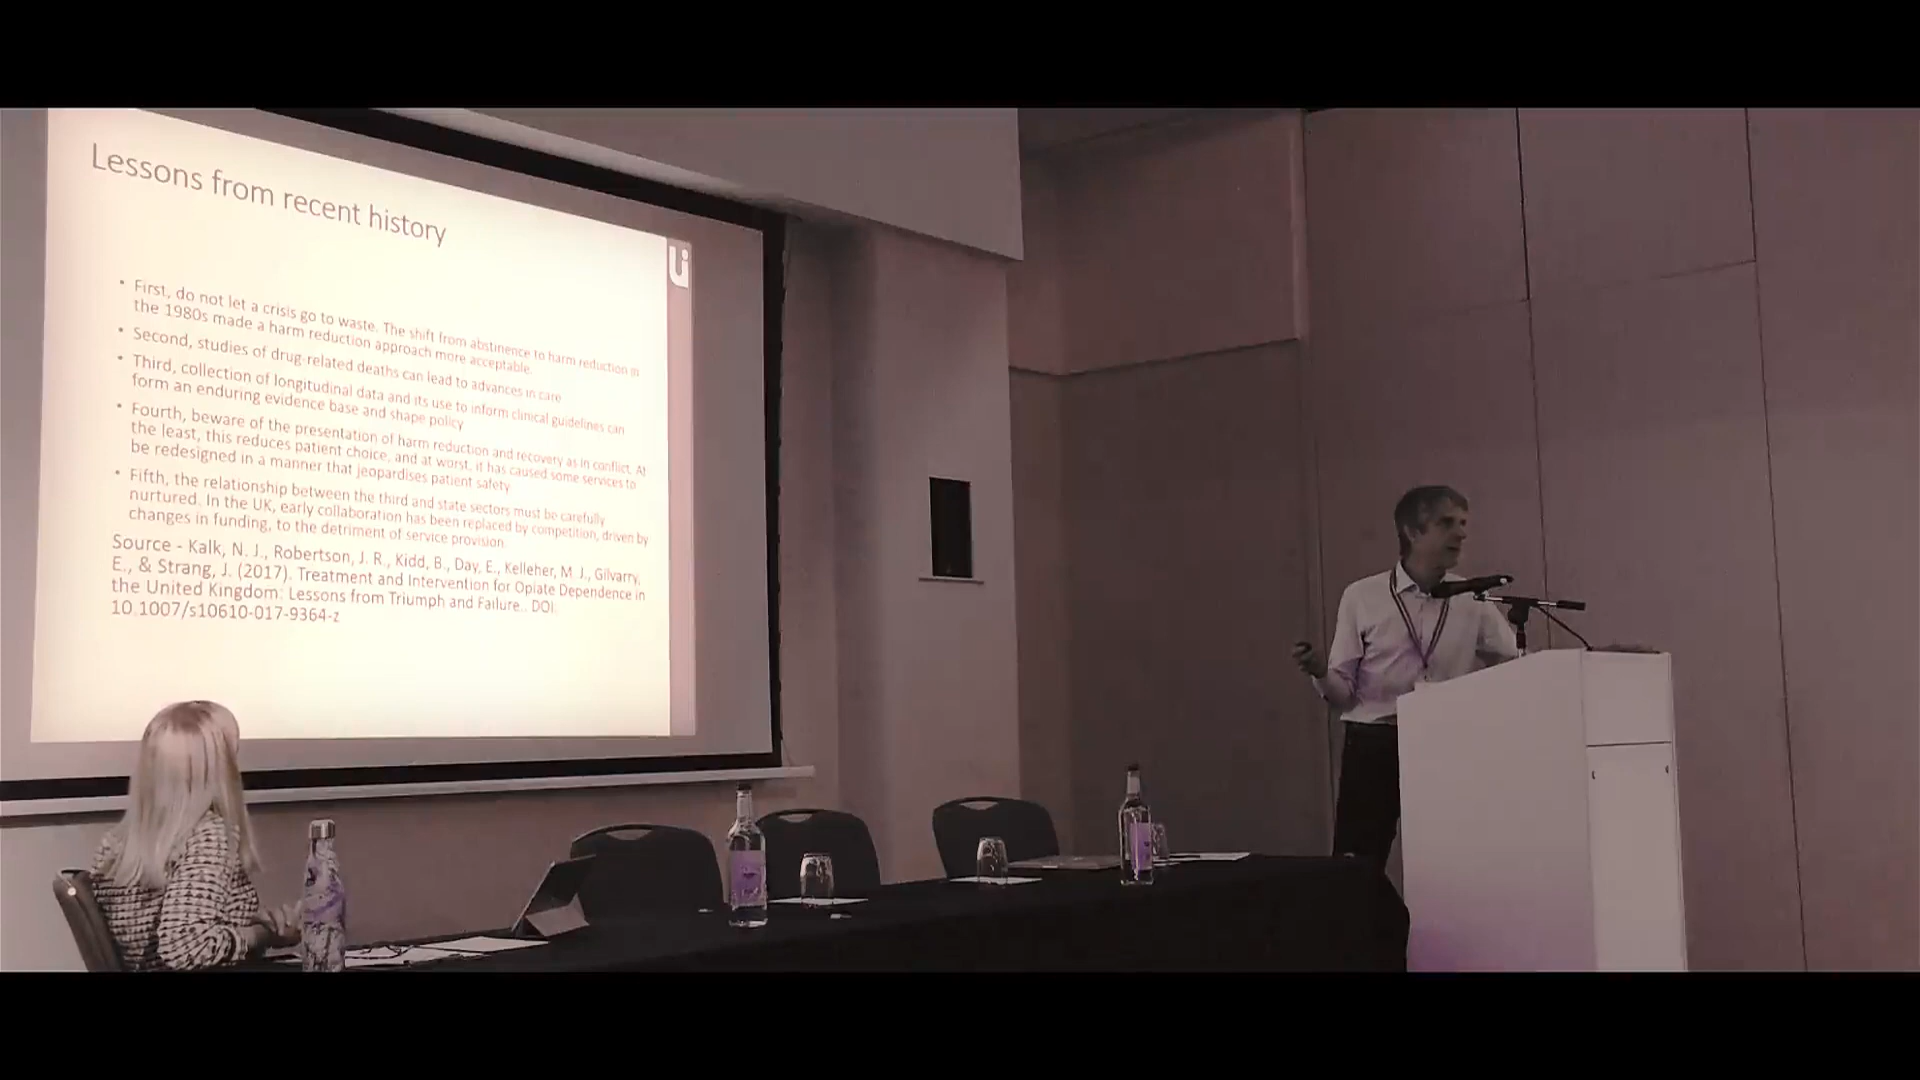 Lessons from recent history
• First, do not let a crisis go to waste. The shift from abstinence to harm reduction in
the 1980s made a harm reduction approach more acceptable.
• Second, studies of drug-related deaths can lead to advances in care
• Third, collection of longitudinal data and its use to inform clinical guidelines can
form an enduring evidence base and shape policy
• Fourth, beware of the presentation of harm reduction and recovery as in conflict. At
the least, this reduces patient choice, and at worst, it has caused some services to
be redesigned in a manner that jeopardises patient safety
• Fifth, the relationship between the third and state sectors must be carefully
nurtured. In the UK, early collaboration has been replaced by competition, driven by
changes in funding, to the detriment of service provision.
Source - Kalk, N. J., Robertson, J. R., Kidd, B., Day, E., Kelleher, M. J., Gilvarry,
E., & Strang, J. (2017). Treatment and Intervention for Opiate Dependence in
the United Kingdom: Lessons from Triumph and Failure.. DOI:
10.1007/s10610-017-9364-z